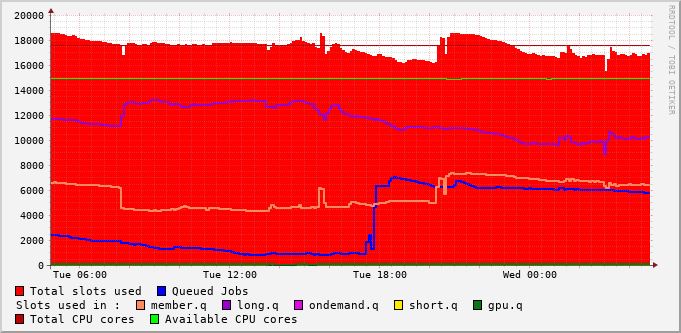 20000
18000
16000
14000
12000
10000
8000
6000
4000
2000
0
Tue 06:00 Tue 12:00 Tue 18:00 Wed 00:00
RRDTOOL / TOBI OETIKER
Total slots used Queued Jobs
Slots used in : member.q long.q ondemand.q short.q gpu.q
Total CPU cores Available CPU cores